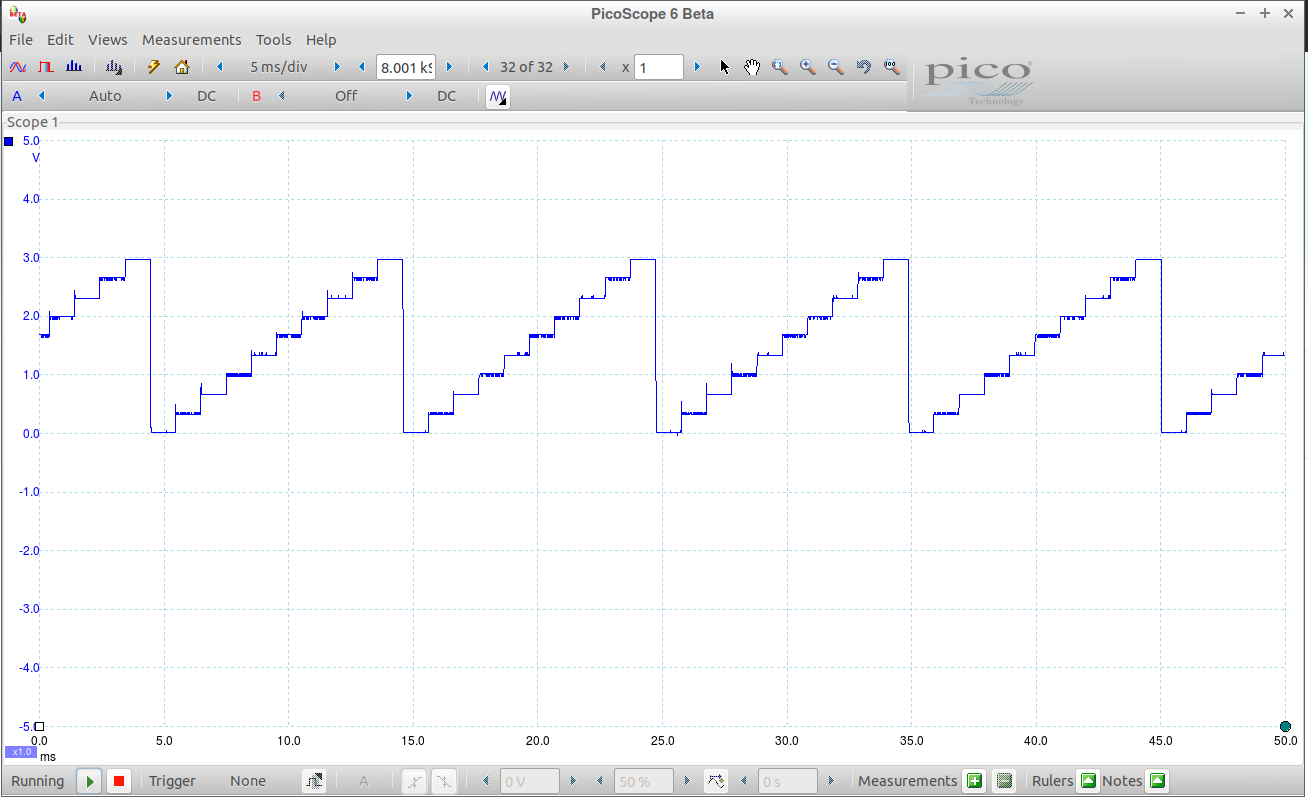 PicoScope 6 Beta
BETA
File Edit Views Measurements Tools Help
5 ms/div 8.001 kS 32 of 32 x 1
pico
Technology
A Auto DC B Off DC
Scope 1
5.0
V
4.0
3.0
2.0
1.0
0.0
-1.0
-2.0
-3.0
-4.0
-5.0
x1.0
0.0 5.0 10.0 15.0 20.0 25.0 30.0 35.0 40.0 45.0 50.0
ms
Running Trigger None A 0 V 50 % 0 s Measurements Rulers Notes